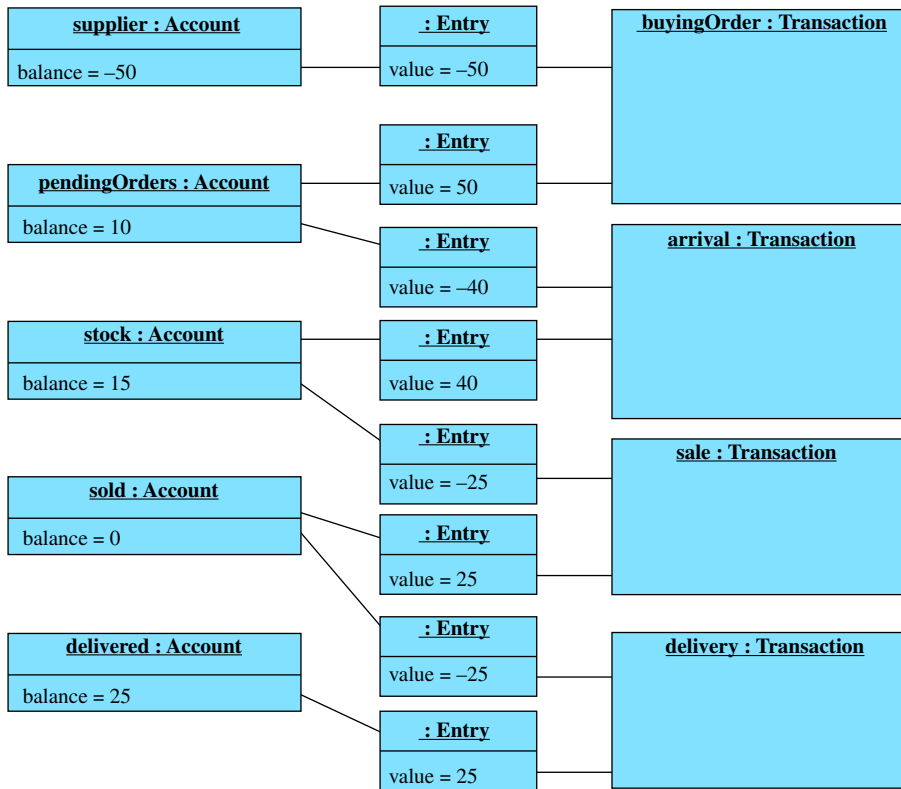 supplier : Account
balance = –50
: Entry
value = –50
buyingOrder : Transaction
: Entry
value = 50
pendingOrders : Account
balance = 10
: Entry
value = –40
arrival : Transaction
stock : Account
balance = 15
: Entry
value = 40
: Entry
value = –25
sale : Transaction
sold : Account
balance = 0
: Entry
value = 25
: Entry
value = –25
delivery : Transaction
delivered : Account
balance = 25
: Entry
value = 25